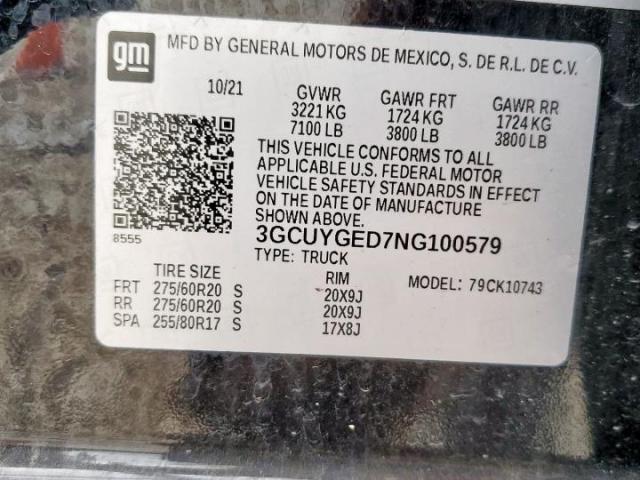 gm
MFD BY GENERAL MOTORS DE MEXICO, S. DE R.L. DE C.V.
10/21 GVWR GAWR FRT GAWR RR
3221 KG 1724 KG 1724 KG
7100 LB 3800 LB 3800 LB
THIS VEHICLE CONFORMS TO ALL
APPLICABLE U.S. FEDERAL MOTOR
VEHICLE SAFETY STANDARDS IN EFFECT
ON THE DATE OF MANUFACTURE
SHOWN ABOVE.
8555
3GCUYGED7NG100579
TYPE: TRUCK
TIRE SIZE RIM MODEL: 79CK10743
FRT 275/60R20 S 20X9J
RR 275/60R20 S 20X9J
SPA 255/80R17 S 17X8J